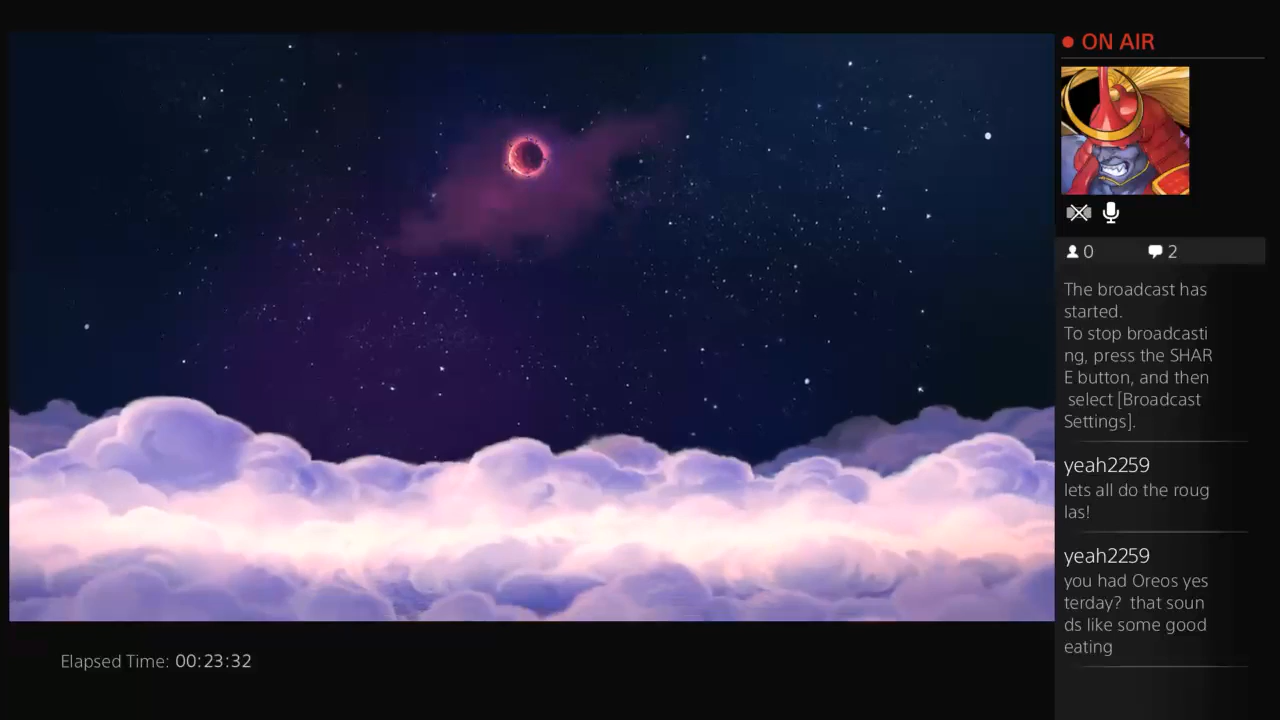 ON AIR
0 2
The broadcast has
started.
To stop broadcasti
ng, press the SHAR
E button, and then
select [Broadcast
Settings].
yeah2259
lets all do the roug
las!
yeah2259
you had Oreos yes
terday? that soun
ds like some good
eating
Elapsed Time: 00:23:32